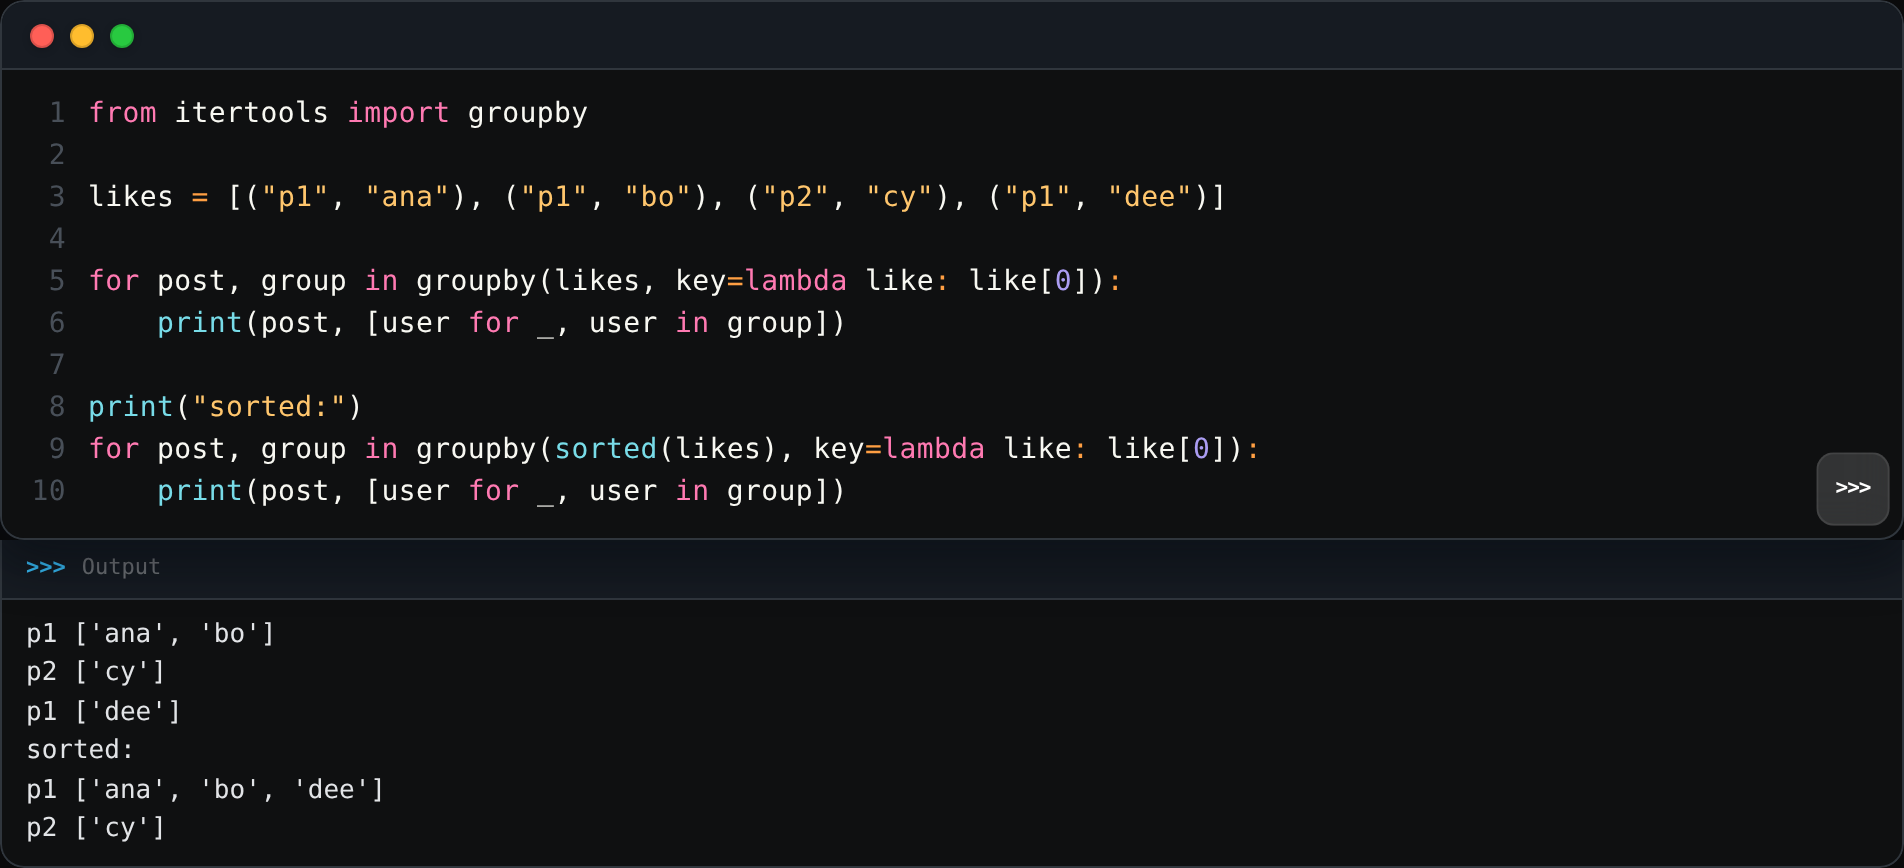 1 from itertools import groupby
2
3 likes = [("p1", "ana"), ("p1", "bo"), ("p2", "cy"), ("p1", "dee")]
4
5 for post, group in groupby(likes, key=lambda like: like[0]):
6     print(post, [user for _, user in group])
7
8 print("sorted:")
9 for post, group in groupby(sorted(likes), key=lambda like: like[0]):
10     print(post, [user for _, user in group])
>>>
>>> Output
p1 ['ana', 'bo']
p2 ['cy']
p1 ['dee']
sorted:
p1 ['ana', 'bo', 'dee']
p2 ['cy']